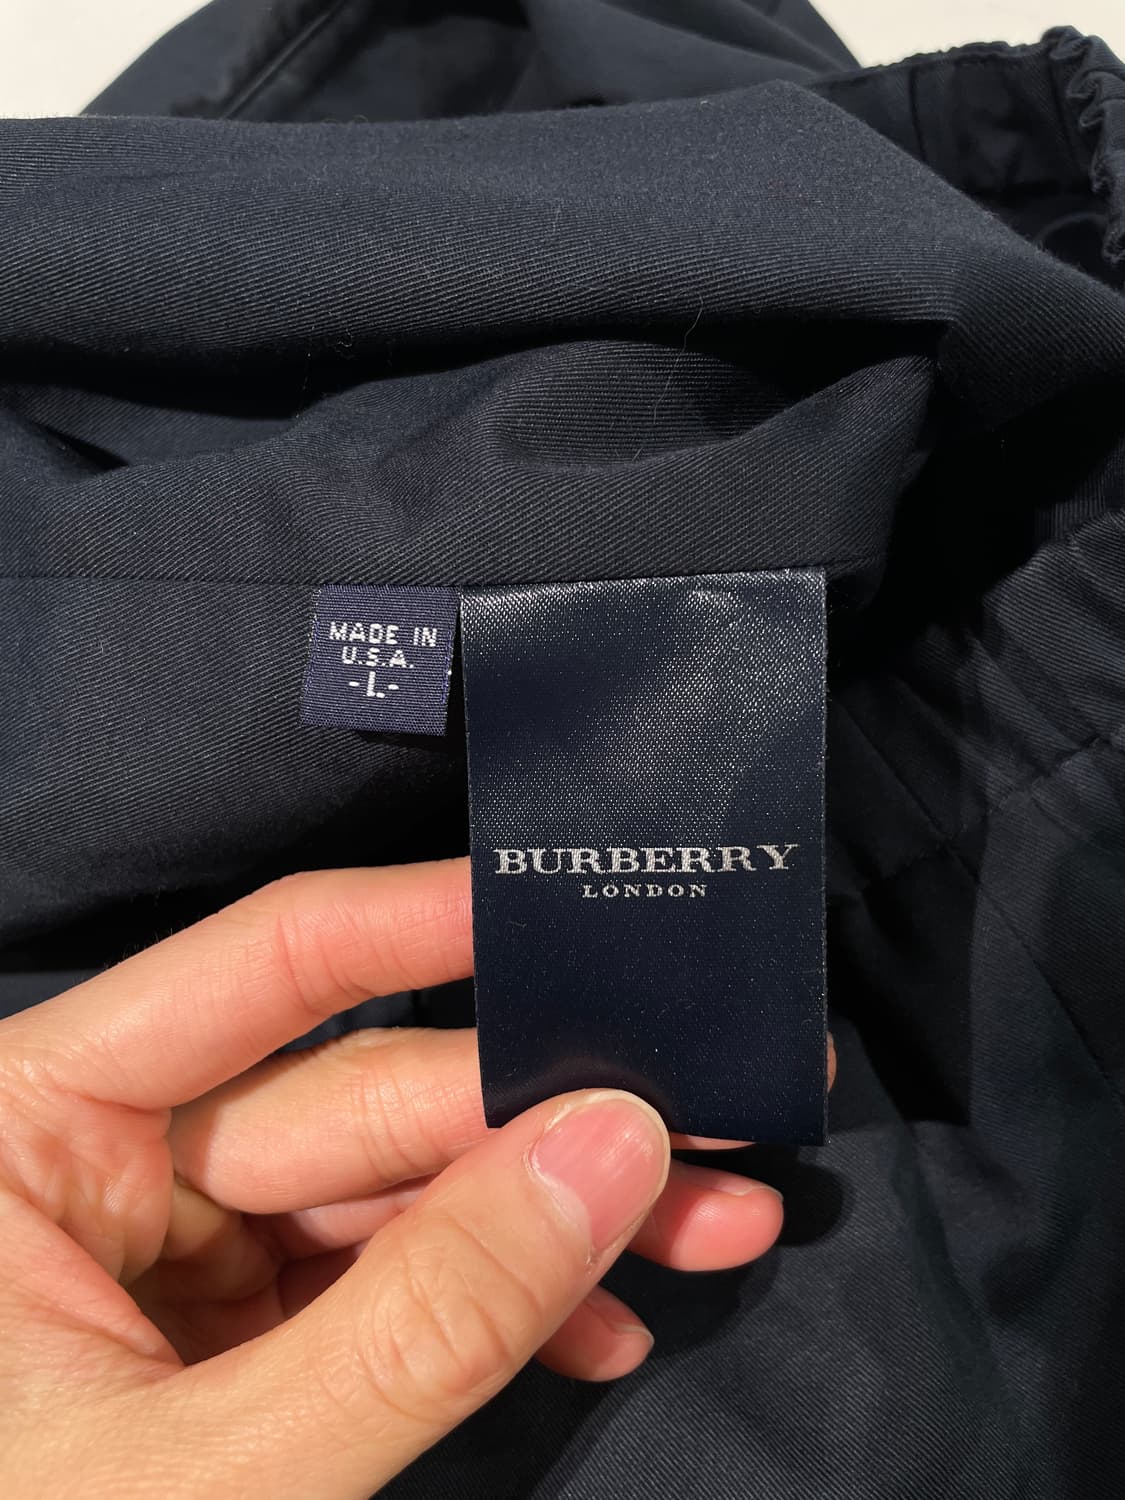 MADE IN
U.S.A.
-L-
BURBERRY
LONDON